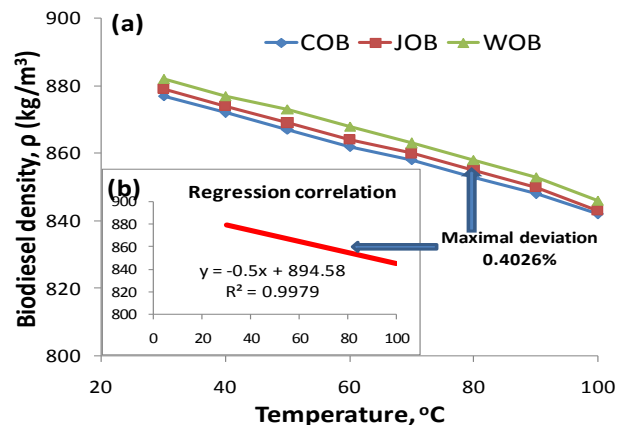 (a)
COB JOB WOB
Biodiesel density, ρ (kg/m³)
900
880
860
840
820
800
20 40 60 80 100
Temperature, ᵒC
(b)
Regression correlation
900
880
860
840
820
800
0 20 40 60 80 100
y = -0.5x + 894.58
R² = 0.9979
Maximal deviation
0.4026%